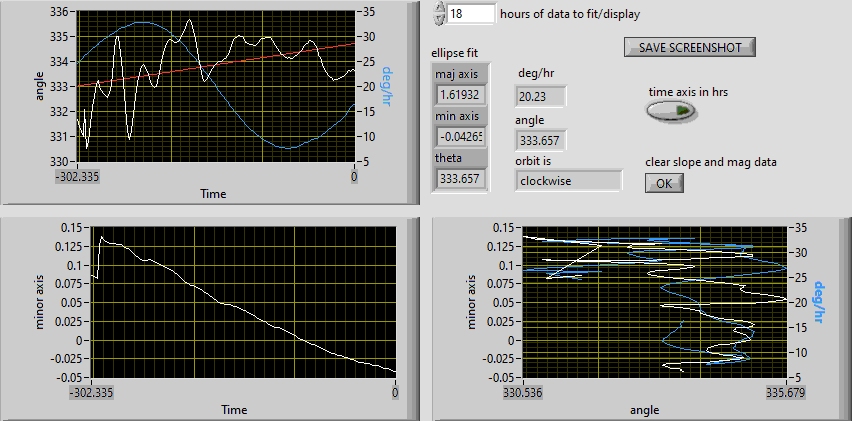 18 hours of data to fit/display
SAVE SCREENSHOT
336
335
334
333
332
331
330
angle
35
30
25
20
15
10
5
deg/hr
-302.335
0
Time
ellipse fit
maj axis
1.61932
min axis
-0.04265
theta
333.657
deg/hr
20.23
angle
333.657
orbit is
clockwise
time axis in hrs
clear slope and mag data
OK
0.15
0.125
0.1
0.075
0.05
0.025
0
-0.025
-0.05
minor axis
-302.335
0
Time
0.15
0.125
0.1
0.075
0.05
0.025
0
-0.025
-0.05
minor axis
35
30
25
20
15
10
5
deg/hr
330.536
335.679
angle